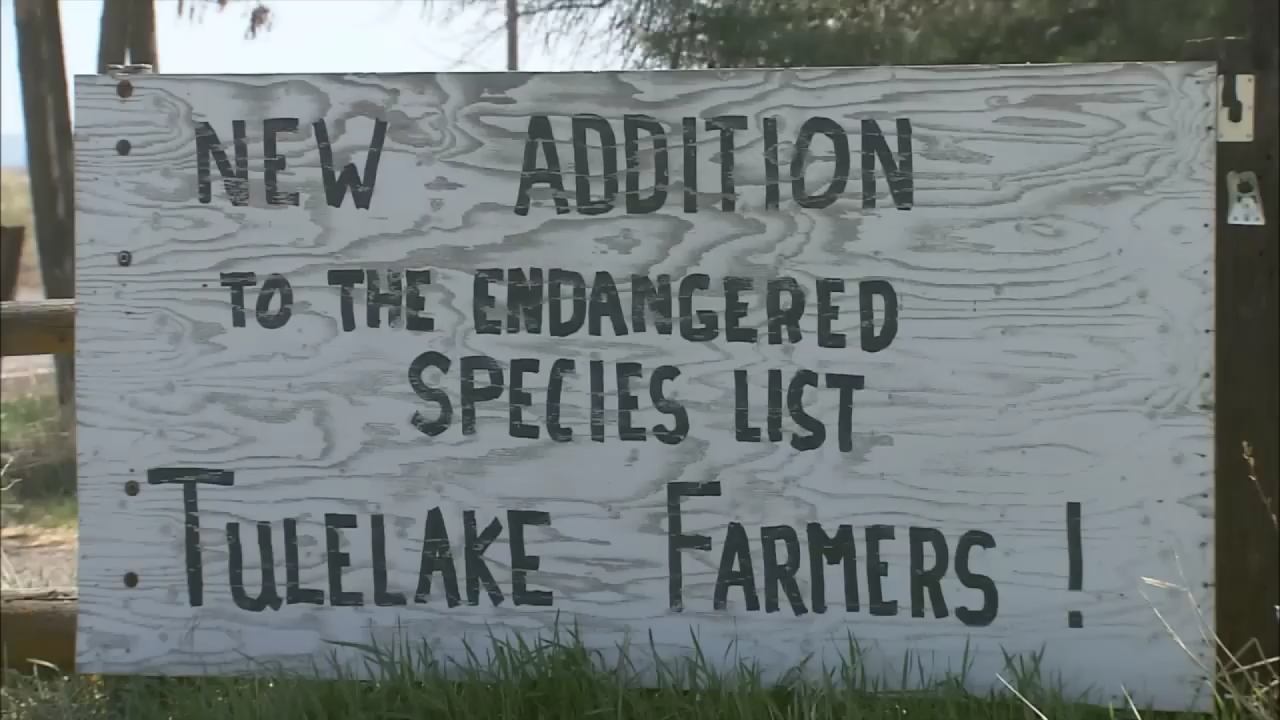 NEW ADDITION
TO THE ENDANGERED
SPECIES LIST
TULELAKE FARMERS!